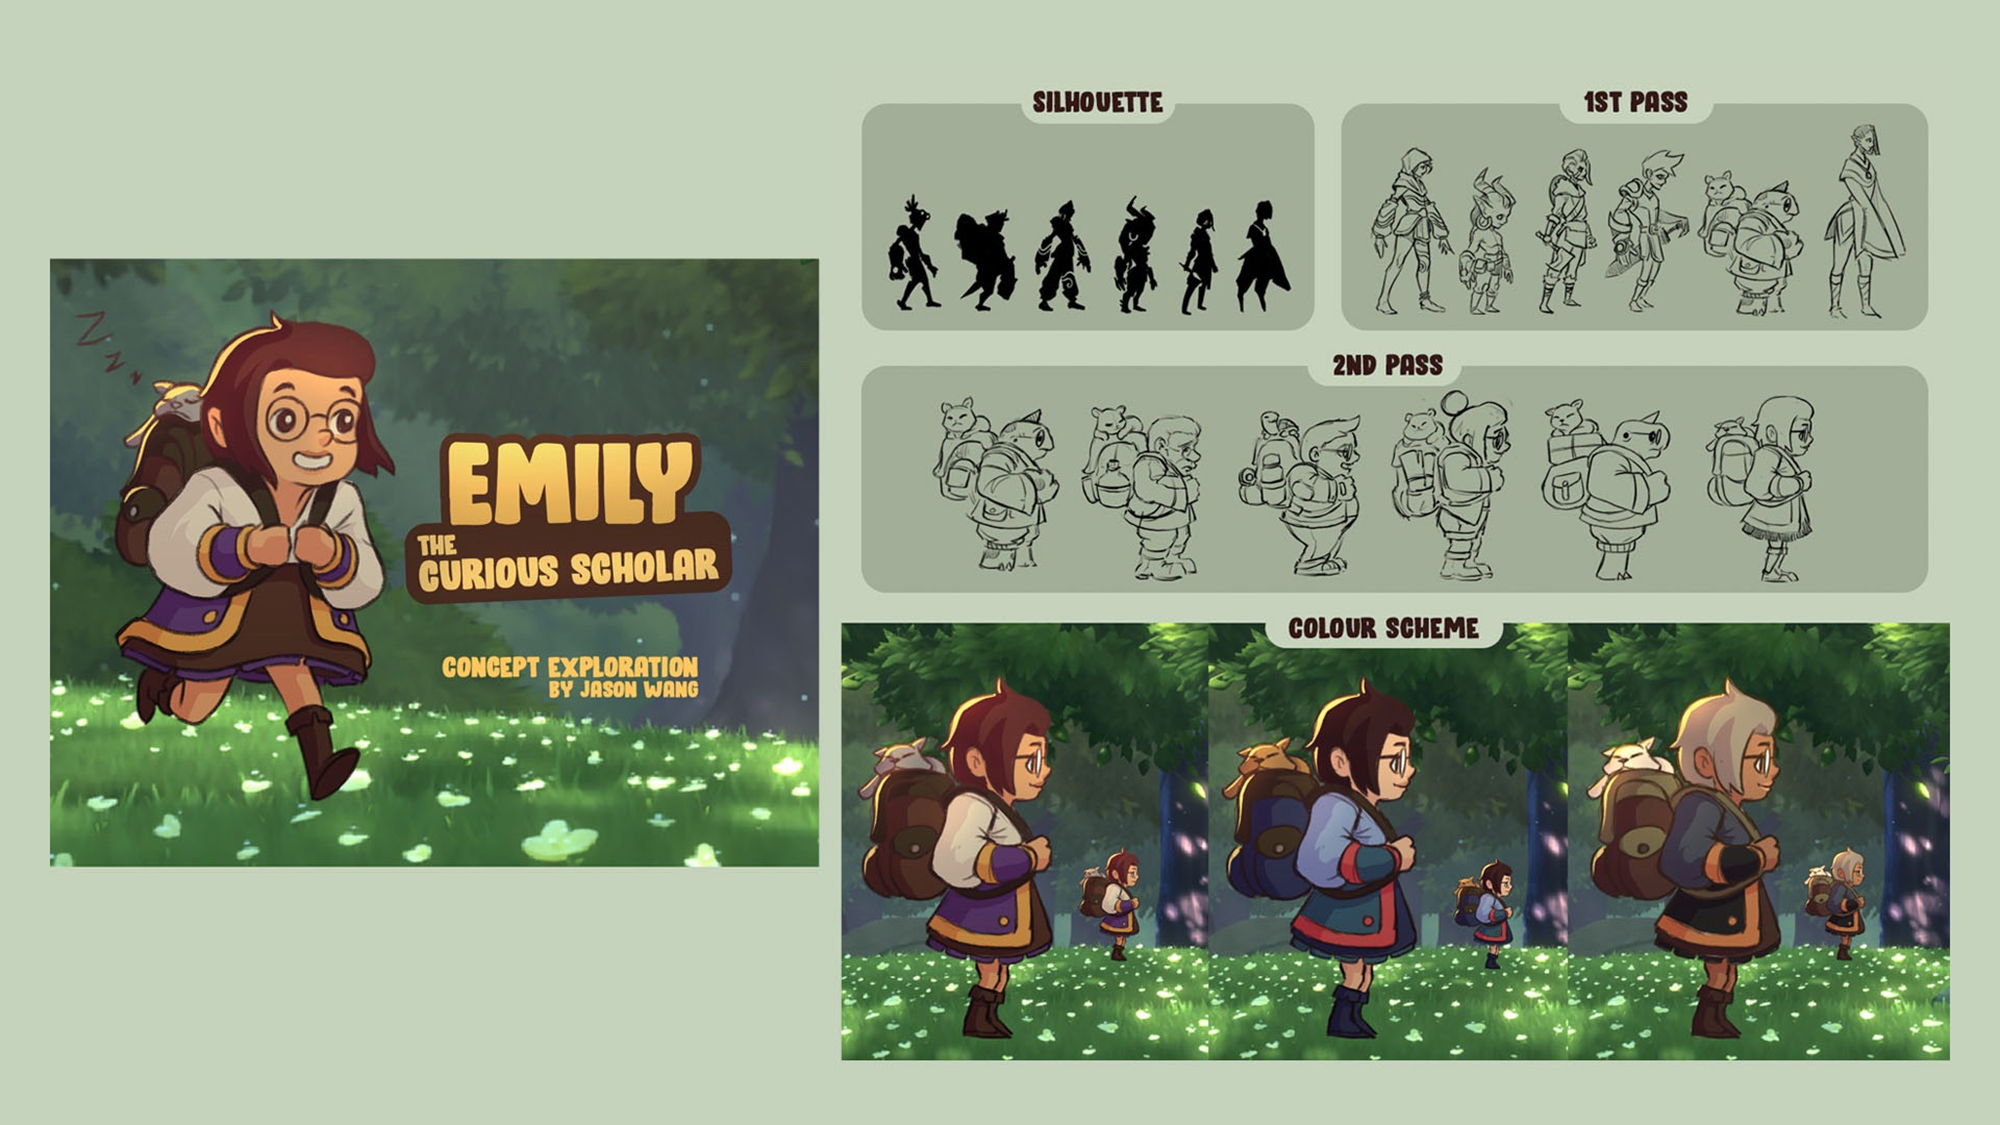 EMILY
THE
CURIOUS SCHOLAR
CONCEPT EXPLORATION
BY JASON WANG
Z
Z
Z
SILHOUETTE
1ST PASS
2ND PASS
COLOUR SCHEME